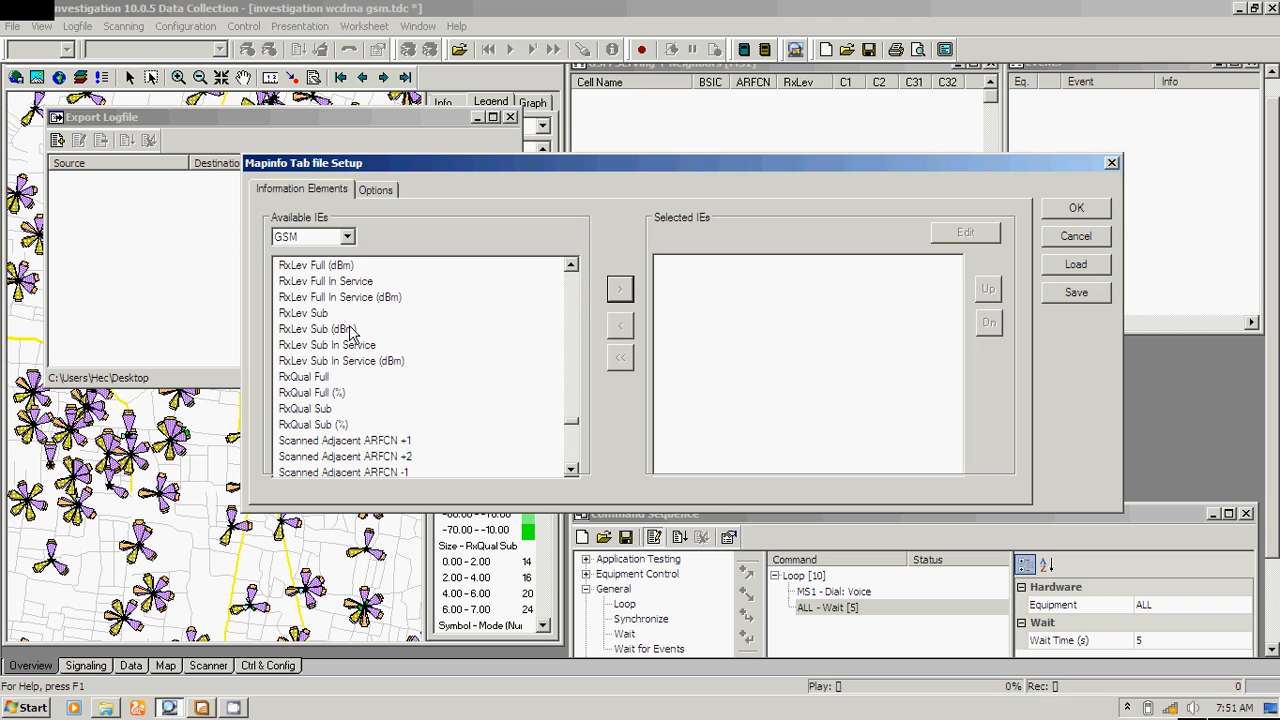 Investigation 10.0.5 Data Collection - [investigation wcdma gsm.tdc *]
File View Logfile Scanning Configuration Control Presentation Worksheet Window Help
Cell Name BSIC ARFCN RxLev C1 C2 C31 C32
Eq. Event Info
Info Legend Graph
Export Logfile
Source Destinatio
C:\Users\Hec\Desktop
Mapinfo Tab file Setup
Information Elements Options
Available IEs
GSM
RxLev Full (dBm)
RxLev Full In Service
RxLev Full In Service (dBm)
RxLev Sub
RxLev Sub (dBm)
RxLev Sub In Service
RxLev Sub In Service (dBm)
RxQual Full
RxQual Full (%)
RxQual Sub
RxQual Sub (%)
Scanned Adjacent ARFCN +1
Scanned Adjacent ARFCN +2
Scanned Adjacent ARFCN -1
>
<
<<
Selected IEs
Edit
Up
Dn
OK
Cancel
Load
Save
-70.00 - -10.00
Size - RxQual Sub
0.00 - 2.00 14
2.00 - 4.00 16
4.00 - 6.00 20
6.00 - 7.00 24
Symbol - Mode (Nu
Command Sequence
Application Testing
Equipment Control
General
Loop
Synchronize
Wait
Wait for Events
Command Status
Loop [10]
MS1 - Dial: Voice
ALL - Wait [5]
Hardware
Equipment ALL
Wait
Wait Time (s) 5
Overview Signaling Data Map Scanner Ctrl & Config
For Help, press F1
Play: [] 0% Rec: [] 0
Start
7:51 AM